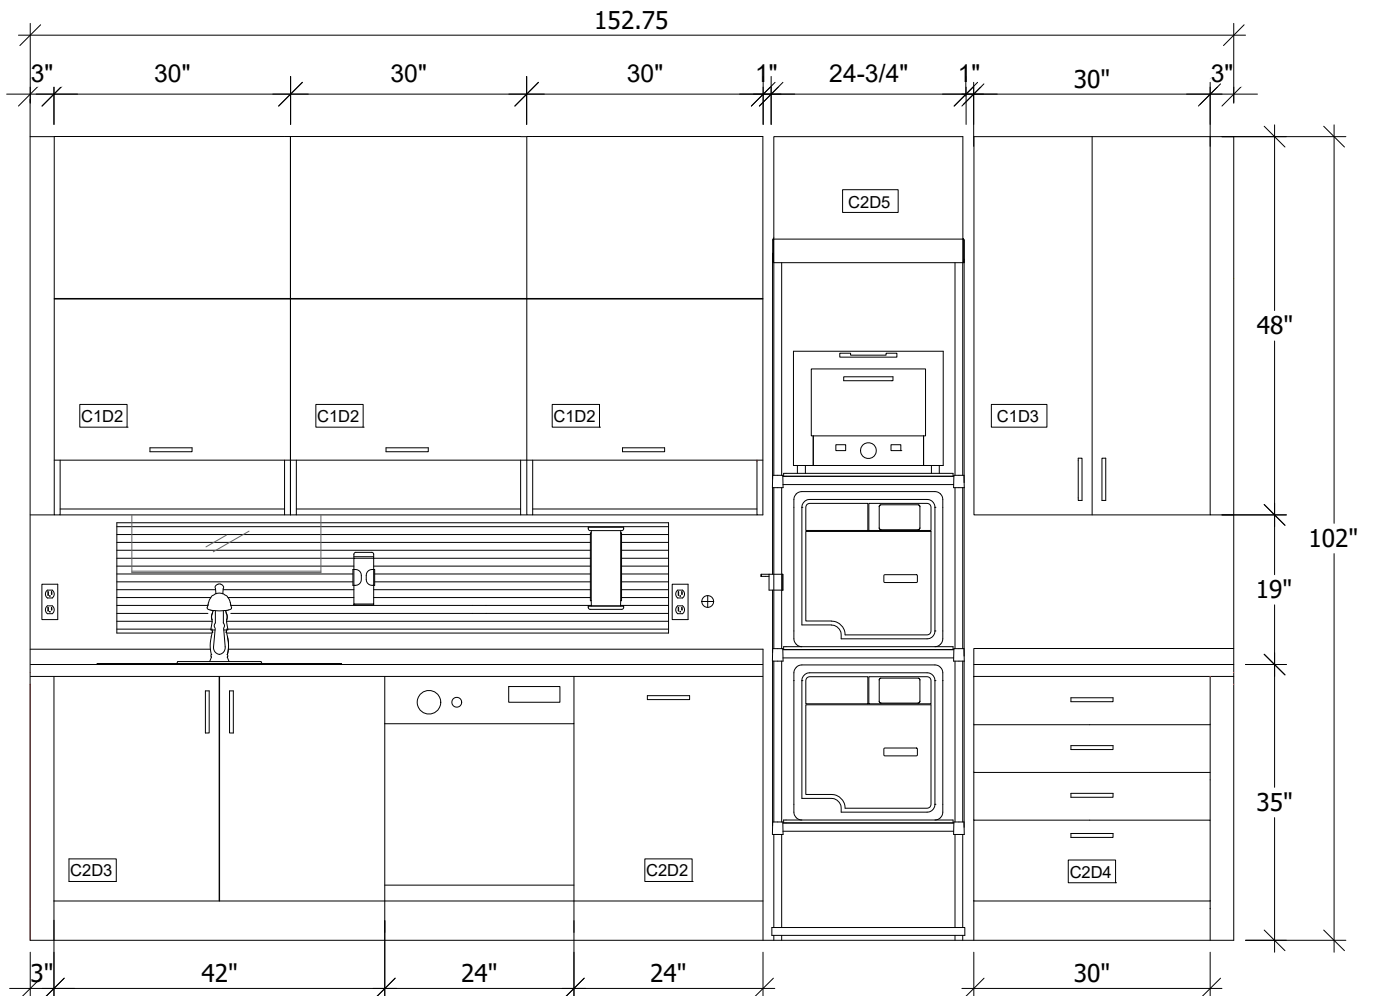 152.75
3" 30" 30" 30" 1" 24-3/4" 1" 30" 3"
C2D5
48"
C1D2 C1D2 C1D2 C1D3
102"
19"
35"
C2D3 C2D2 C2D4
3" 42" 24" 24" 30"